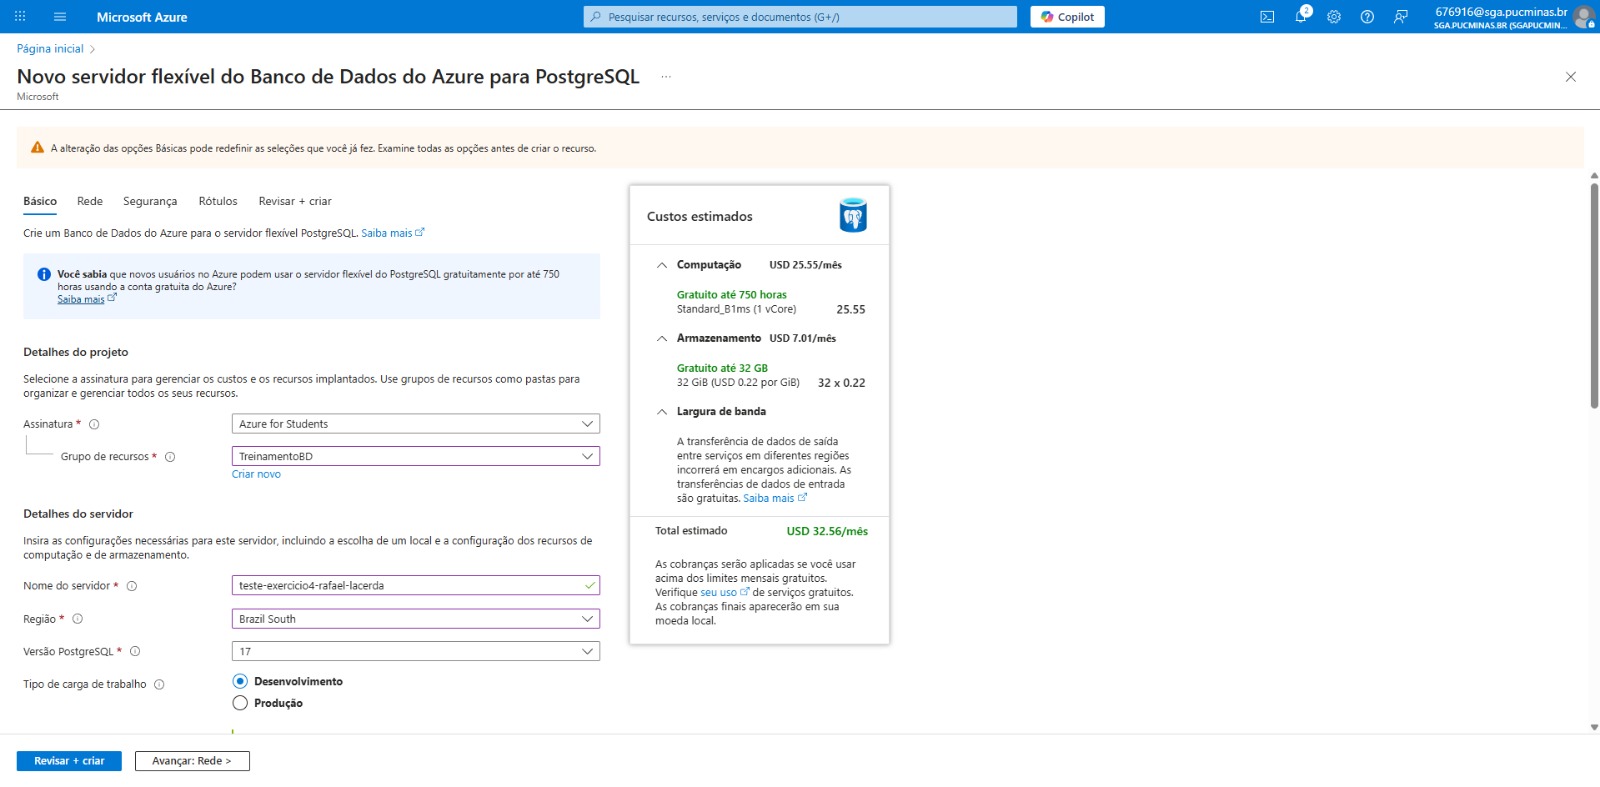 Microsoft Azure
Pesquisar recursos, serviços e documentos (G+/)
Copilot
2
676916@sga.pucminas.br
SGA.PUCMINAS.BR (SGAPUCMIN...
Página inicial
Novo servidor flexível do Banco de Dados do Azure para PostgreSQL ...
Microsoft
A alteração das opções Básicas pode redefinir as seleções que você já fez. Examine todas as opções antes de criar o recurso.
Básico Rede Segurança Rótulos Revisar + criar
Crie um Banco de Dados do Azure para o servidor flexível PostgreSQL. Saiba mais
Você sabia que novos usuários no Azure podem usar o servidor flexível do PostgreSQL gratuitamente por até 750
horas usando a conta gratuita do Azure?
Saiba mais
Detalhes do projeto
Selecione a assinatura para gerenciar os custos e os recursos implantados. Use grupos de recursos como pastas para
organizar e gerenciar todos os seus recursos.
Assinatura *
Azure for Students
Grupo de recursos *
TreinamentoBD
Criar novo
Detalhes do servidor
Insira as configurações necessárias para este servidor, incluindo a escolha de um local e a configuração dos recursos de
computação e de armazenamento.
Nome do servidor *
teste-exercicio4-rafael-lacerda
Região *
Brazil South
Versão PostgreSQL *
17
Tipo de carga de trabalho
Desenvolvimento
Produção
Custos estimados
Computação USD 25.55/mês
Gratuito até 750 horas
Standard_B1ms (1 vCore) 25.55
Armazenamento USD 7.01/mês
Gratuito até 32 GB
32 GiB (USD 0.22 por GiB) 32 x 0.22
Largura de banda
A transferência de dados de saída
entre serviços em diferentes regiões
incorrerá em encargos adicionais. As
transferências de dados de entrada
são gratuitas. Saiba mais
Total estimado USD 32.56/mês
As cobranças serão aplicadas se você usar
acima dos limites mensais gratuitos.
Verifique seu uso de serviços gratuitos.
As cobranças finais aparecerão em sua
moeda local.
Revisar + criar
Avançar: Rede >